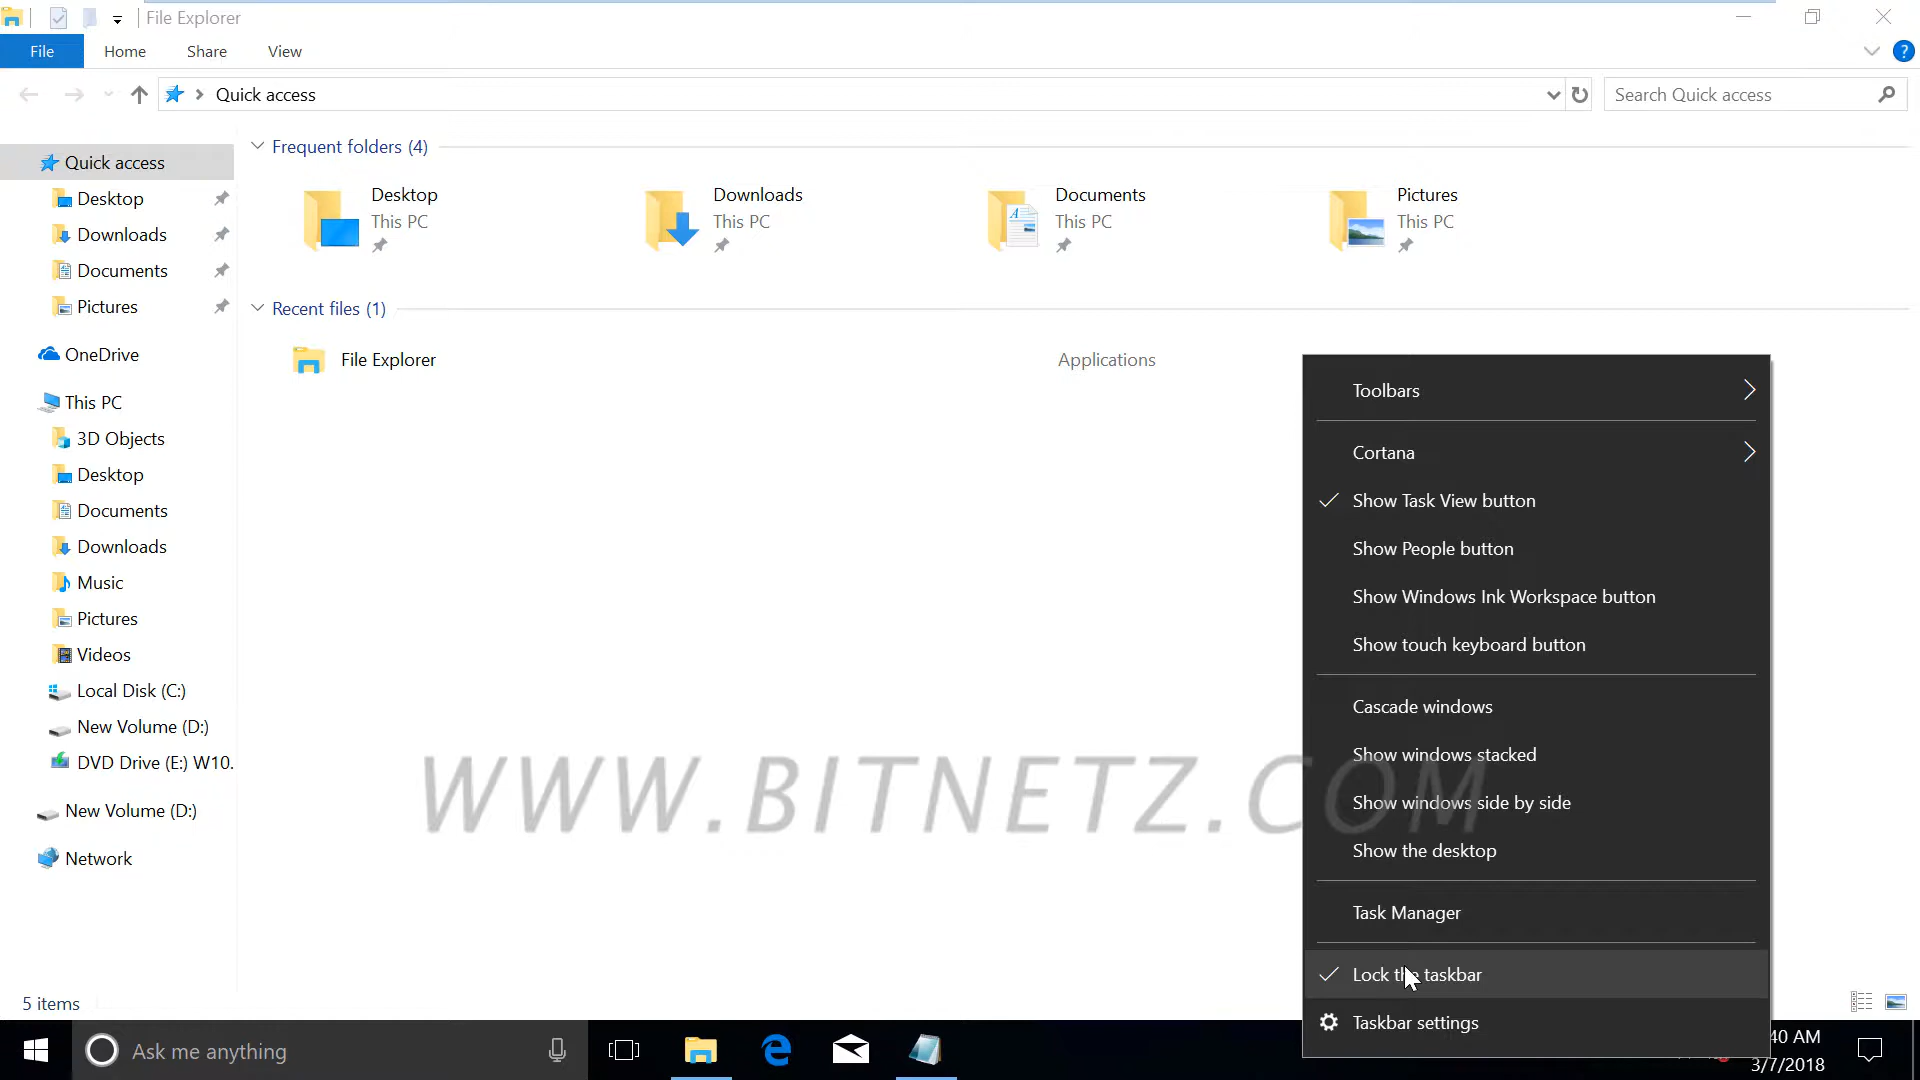 File Explorer
File Home Share View
Quick access
Search Quick access
Quick access
Desktop
Downloads
Documents
Pictures
OneDrive
This PC
3D Objects
Desktop
Documents
Downloads
Music
Pictures
Videos
Local Disk (C:)
New Volume (D:)
DVD Drive (E:) W10.
New Volume (D:)
Network
Frequent folders (4)
Desktop
This PC
Downloads
This PC
Documents
This PC
Pictures
This PC
Recent files (1)
File Explorer Applications
Toolbars
Cortana
Show Task View button
Show People button
Show Windows Ink Workspace button
Show touch keyboard button
Cascade windows
Show windows stacked
Show windows side by side
Show the desktop
Task Manager
Lock the taskbar
Taskbar settings
WWW.BITNETZ.COM
5 items
Ask me anything
40 AM
3/7/2018